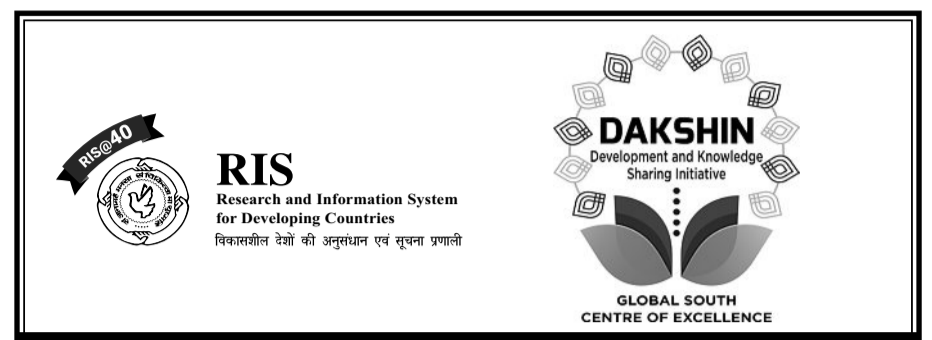 RIS@40
RIS
Research and Information System
for Developing Countries
विकासशील देशों की अनुसंधान एवं सूचना प्रणाली
DAKSHIN
Development and Knowledge
Sharing Initiative
GLOBAL SOUTH
CENTRE OF EXCELLENCE